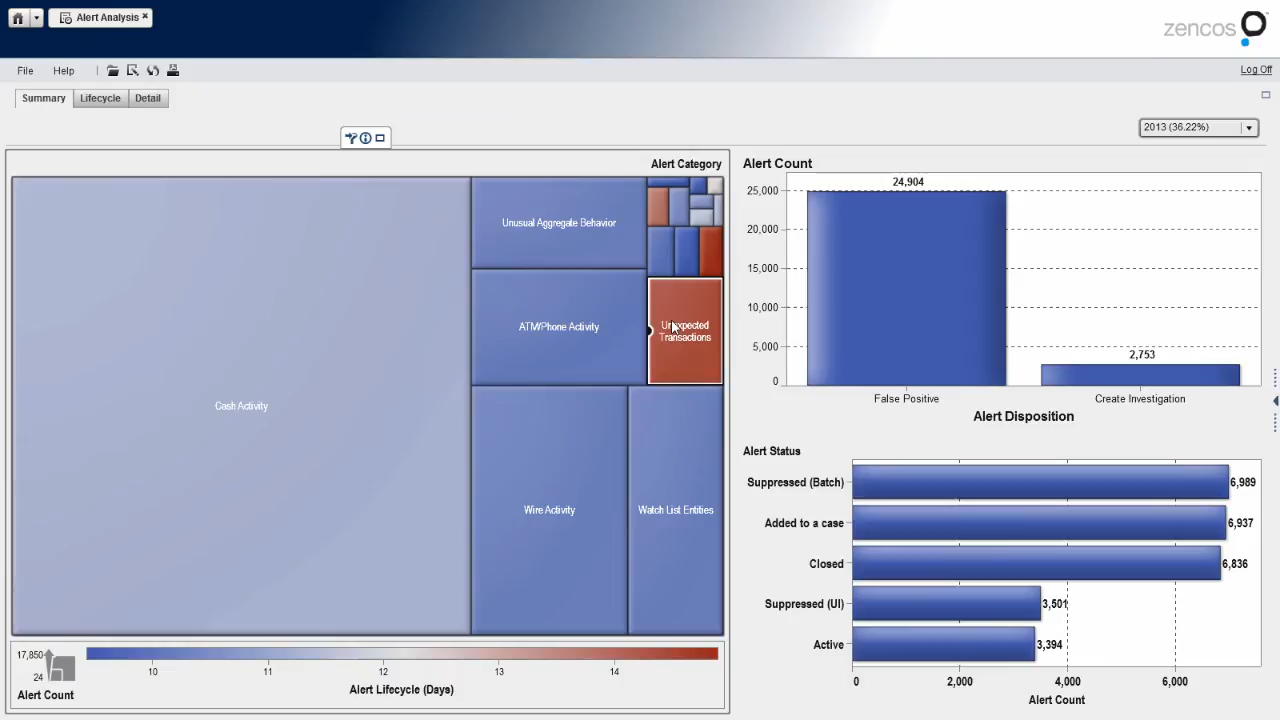 Alert Analysis
zencos
File Help
Log Off
Summary Lifecycle Detail
2013 (36.22%)
Alert Category
Cash Activity
Unusual Aggregate Behavior
ATM/Phone Activity
Unexpected
Transactions
Wire Activity
Watch List Entities
17,850
24
Alert Count
10 11 12 13 14
Alert Lifecycle (Days)
Alert Count
24,904
25,000
20,000
15,000
10,000
5,000
0
2,753
False Positive
Create Investigation
Alert Disposition
Alert Status
Suppressed (Batch) 6,989
Added to a case 6,937
Closed 6,836
Suppressed (UI) 3,501
Active 3,394
0 2,000 4,000 6,000
Alert Count